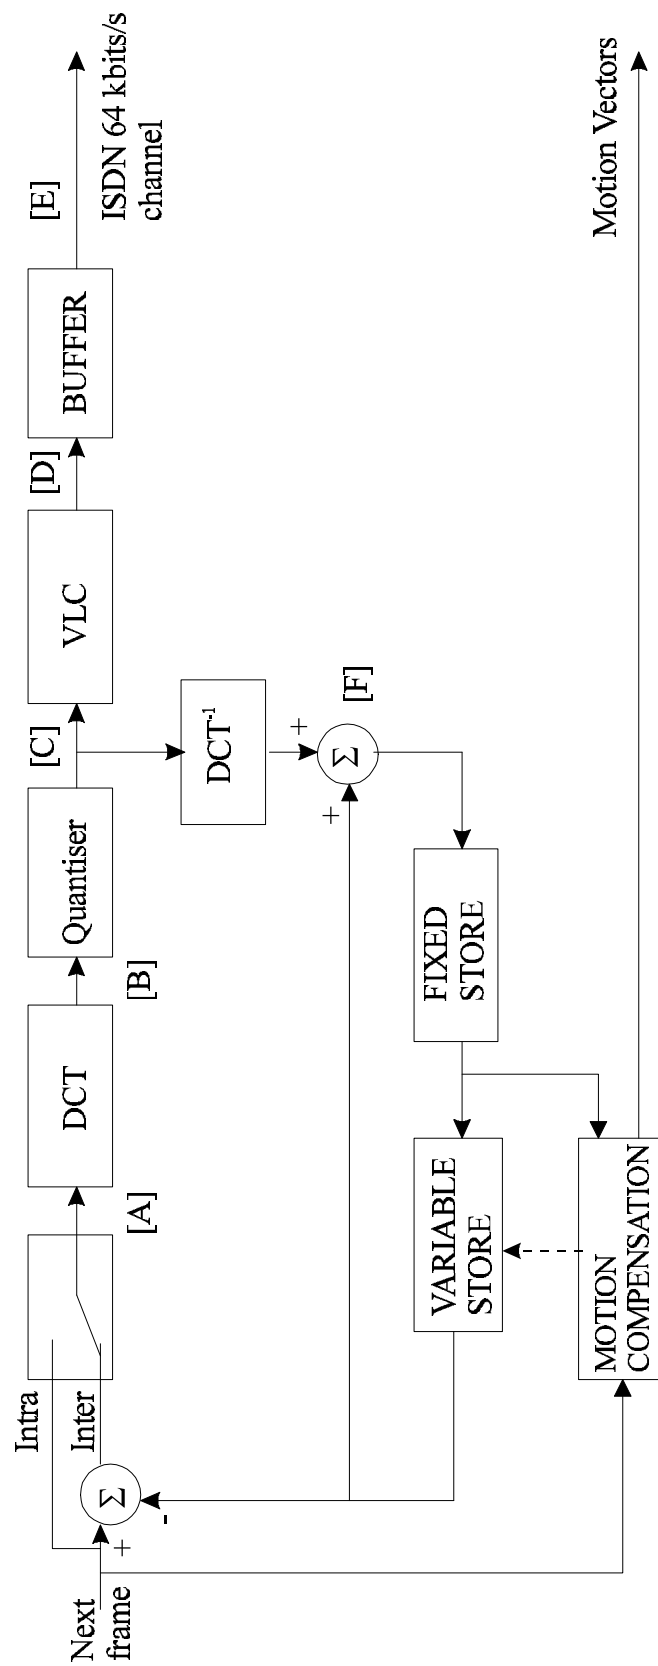 Next
frame
+
Σ
-
Intra
Inter
[A]
DCT
[B]
Quantiser
[C]
VLC
[D]
BUFFER
[E]
ISDN 64 kbits/s
channel
DCT-1
+
Σ
+
[F]
FIXED
STORE
VARIABLE
STORE
MOTION
COMPENSATION
Motion Vectors